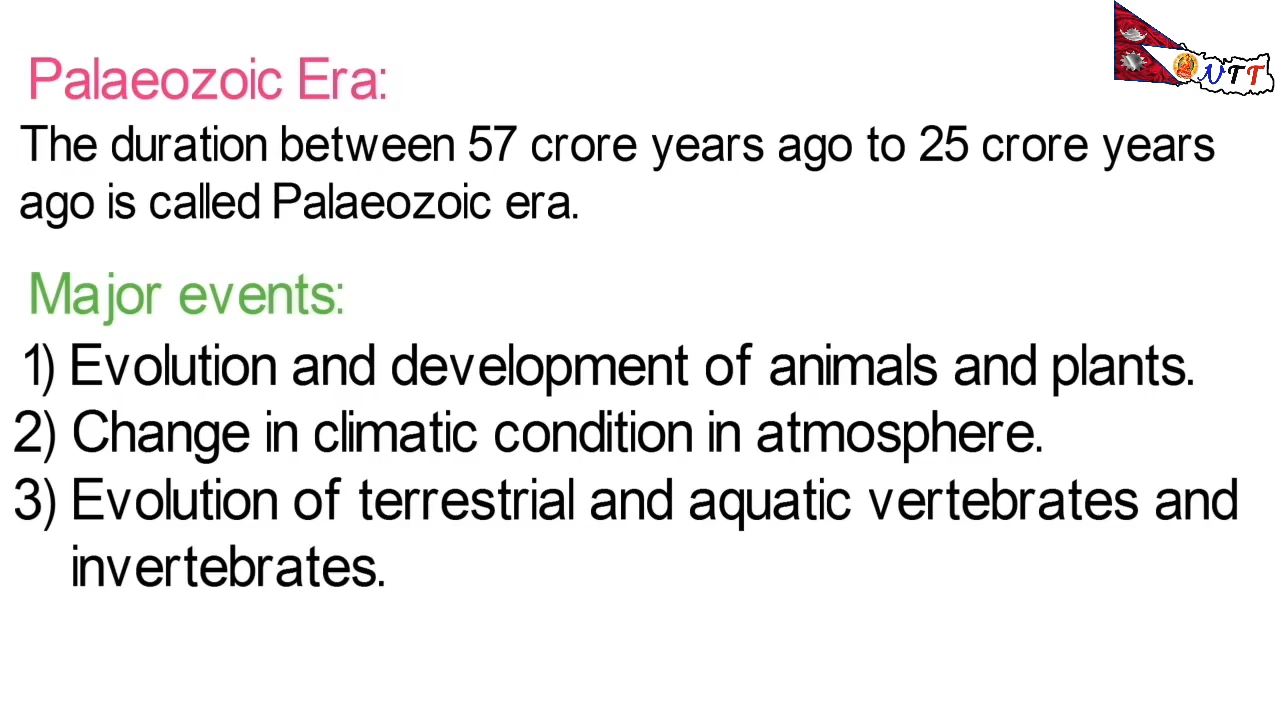 NTT
Palaeozoic Era:
The duration between 57 crore years ago to 25 crore years
ago is called Palaeozoic era.
Major events:
1) Evolution and development of animals and plants.
2) Change in climatic condition in atmosphere.
3) Evolution of terrestrial and aquatic vertebrates and
invertebrates.